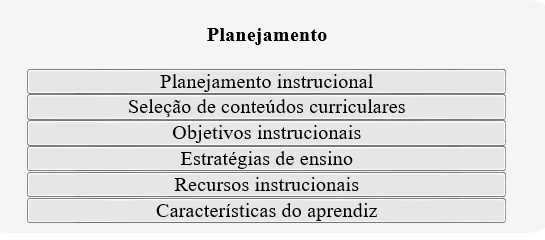 Planejamento
Planejamento instrucional
Seleção de conteúdos curriculares
Objetivos instrucionais
Estratégias de ensino
Recursos instrucionais
Características do aprendiz